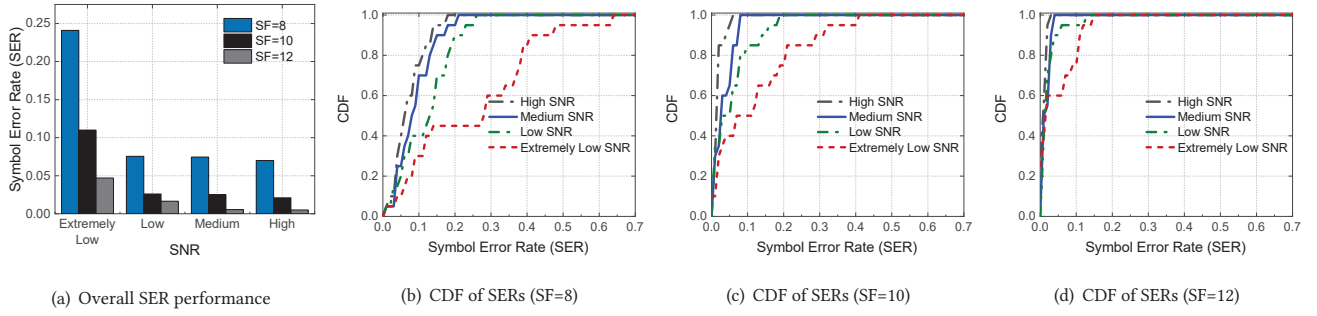 Symbol Error Rate (SER)
0.25
0.20
0.15
0.10
0.05
0.00
SF=8
SF=10
SF=12
Extremely Low
Low
Medium
High
SNR
(a) Overall SER performance
CDF
1.0
0.8
0.6
0.4
0.2
0.0
High SNR
Medium SNR
Low SNR
Extremely Low SNR
0.0 0.1 0.2 0.3 0.4 0.5 0.6 0.7
Symbol Error Rate (SER)
(b) CDF of SERs (SF=8)
CDF
1.0
0.8
0.6
0.4
0.2
0.0
High SNR
Medium SNR
Low SNR
Extremely Low SNR
0.0 0.1 0.2 0.3 0.4 0.5 0.6 0.7
Symbol Error Rate (SER)
(c) CDF of SERs (SF=10)
CDF
1.0
0.8
0.6
0.4
0.2
0.0
High SNR
Medium SNR
Low SNR
Extremely Low SNR
0.0 0.1 0.2 0.3 0.4 0.5 0.6 0.7
Symbol Error Rate (SER)
(d) CDF of SERs (SF=12)